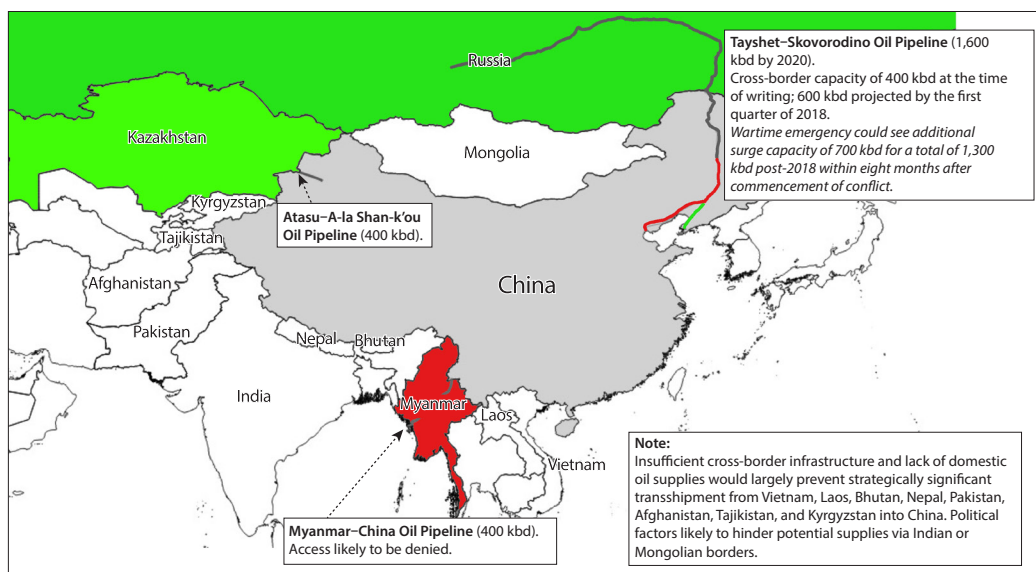 Tayshet–Skovorodino Oil Pipeline (1,600
kbd by 2020).
Cross-border capacity of 400 kbd at the time
of writing; 600 kbd projected by the first
quarter of 2018.
Wartime emergency could see additional
surge capacity of 700 kbd for a total of 1,300
kbd post-2018 within eight months after
commencement of conflict.
Russia
Kazakhstan
Mongolia
Kyrgyzstan
Atasu–A-la Shan-k'ou
Oil Pipeline (400 kbd).
Tajikistan
Afghanistan
China
Pakistan
Nepal
Bhutan
India
Myanmar
Laos
Vietnam
Myanmar–China Oil Pipeline (400 kbd).
Access likely to be denied.
Note:
Insufficient cross-border infrastructure and lack of domestic
oil supplies would largely prevent strategically significant
transshipment from Vietnam, Laos, Bhutan, Nepal, Pakistan,
Afghanistan, Tajikistan, and Kyrgyzstan into China. Political
factors likely to hinder potential supplies via Indian or
Mongolian borders.